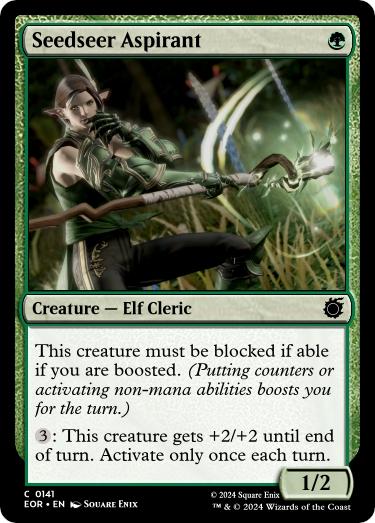 Seedseer Aspirant
Creature — Elf Cleric
This creature must be blocked if able
if you are boosted. (Putting counters or
activating non-mana abilities boosts you
for the turn.)
3: This creature gets +2/+2 until end
of turn. Activate only once each turn.
1/2
C 0141
EOR • EN Square Enix
© 2024 Square Enix
™ & © 2024 Wizards of the Coast